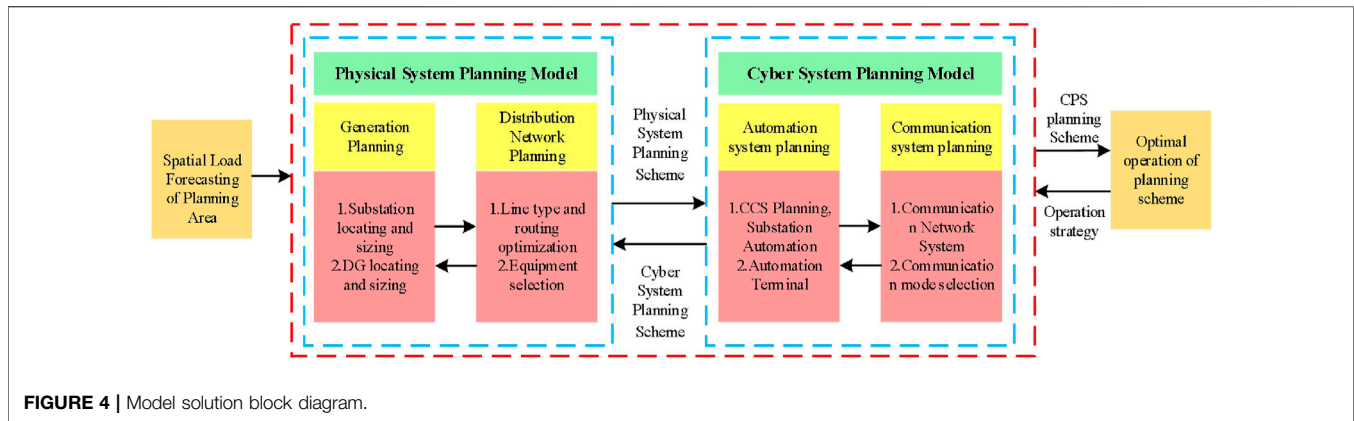 Spatial Load
Forecasting
of Planning
Area
Physical System Planning Model
Generation
Planning
1.Substation
locating and
sizing
2.DG locating
and sizing
Distribution
Network
Planning
1.Line type and
routing
optimization
2.Equipment
selection
Physical
System
Planning
Scheme
Cyber
System
Planning
Scheme
Cyber System Planning Model
Automation
system planning
1.CCS Planning,
Substation
Automation
2.Automation
Terminal
Communication
system planning
1.Communicatio
n Network
System
2.Communicatio
n mode selection
CPS
planning
Scheme
Operation
strategy
Optimal
operation of
planning
scheme
FIGURE 4 | Model solution block diagram.